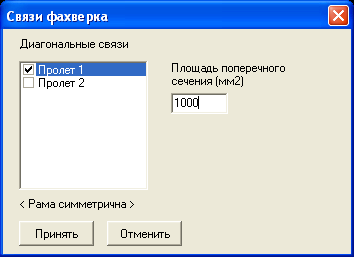 Связи фахверка
Диагональные связи
Пролет 1
Пролет 2
Площадь поперечного
сечения (мм2)
1000
< Рама симметрична >
Принять
Отменить